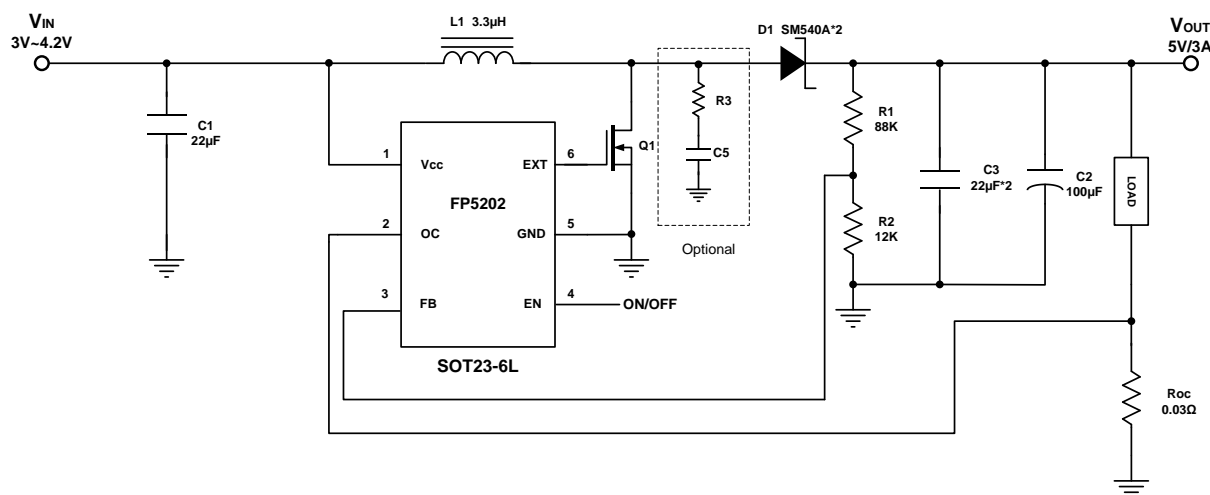 VIN
3V~4.2V
L1 3.3µH
D1 SM540A*2
VOUT
5V/3A
C1
22µF
R3
C5
Optional
R1
88K
R2
12K
C3
22µF*2
C2
100µF
LOAD
1
Vcc
EXT
6
Q1
FP5202
2
OC
GND
5
3
FB
EN
4
ON/OFF
SOT23-6L
Roc
0.03Ω